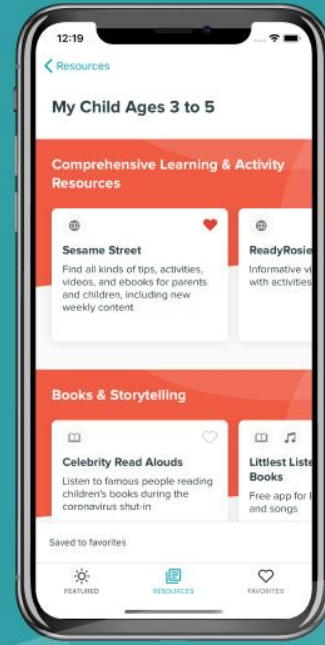 12:19
Resources
My Child Ages 3 to 5
Comprehensive Learning & Activity
Resources
Sesame Street
Find all kinds of tips, activities,
videos, and ebooks for parents
and children, including new
weekly content
ReadyRosie
Informative
with activities
Books & Storytelling
Celebrity Read Alouds
Listen to famous people reading
children's books during the
coronavirus shut-in
Littlest
Books
Free app for
and songs
Saved to favorites
FEATURED
RESOURCES
FAVORITES